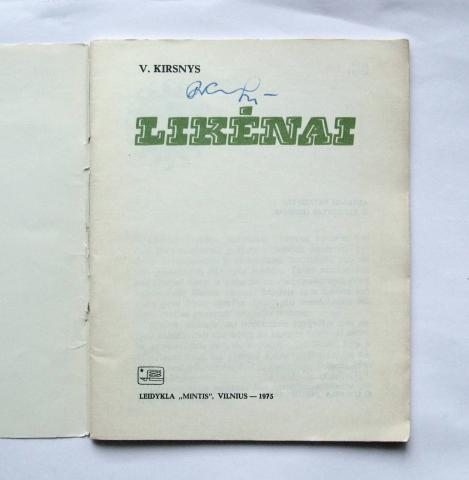 V. KIRSNYS
LIKĖNAI
LEIDYKLA „MINTIS", VILNIUS — 1975